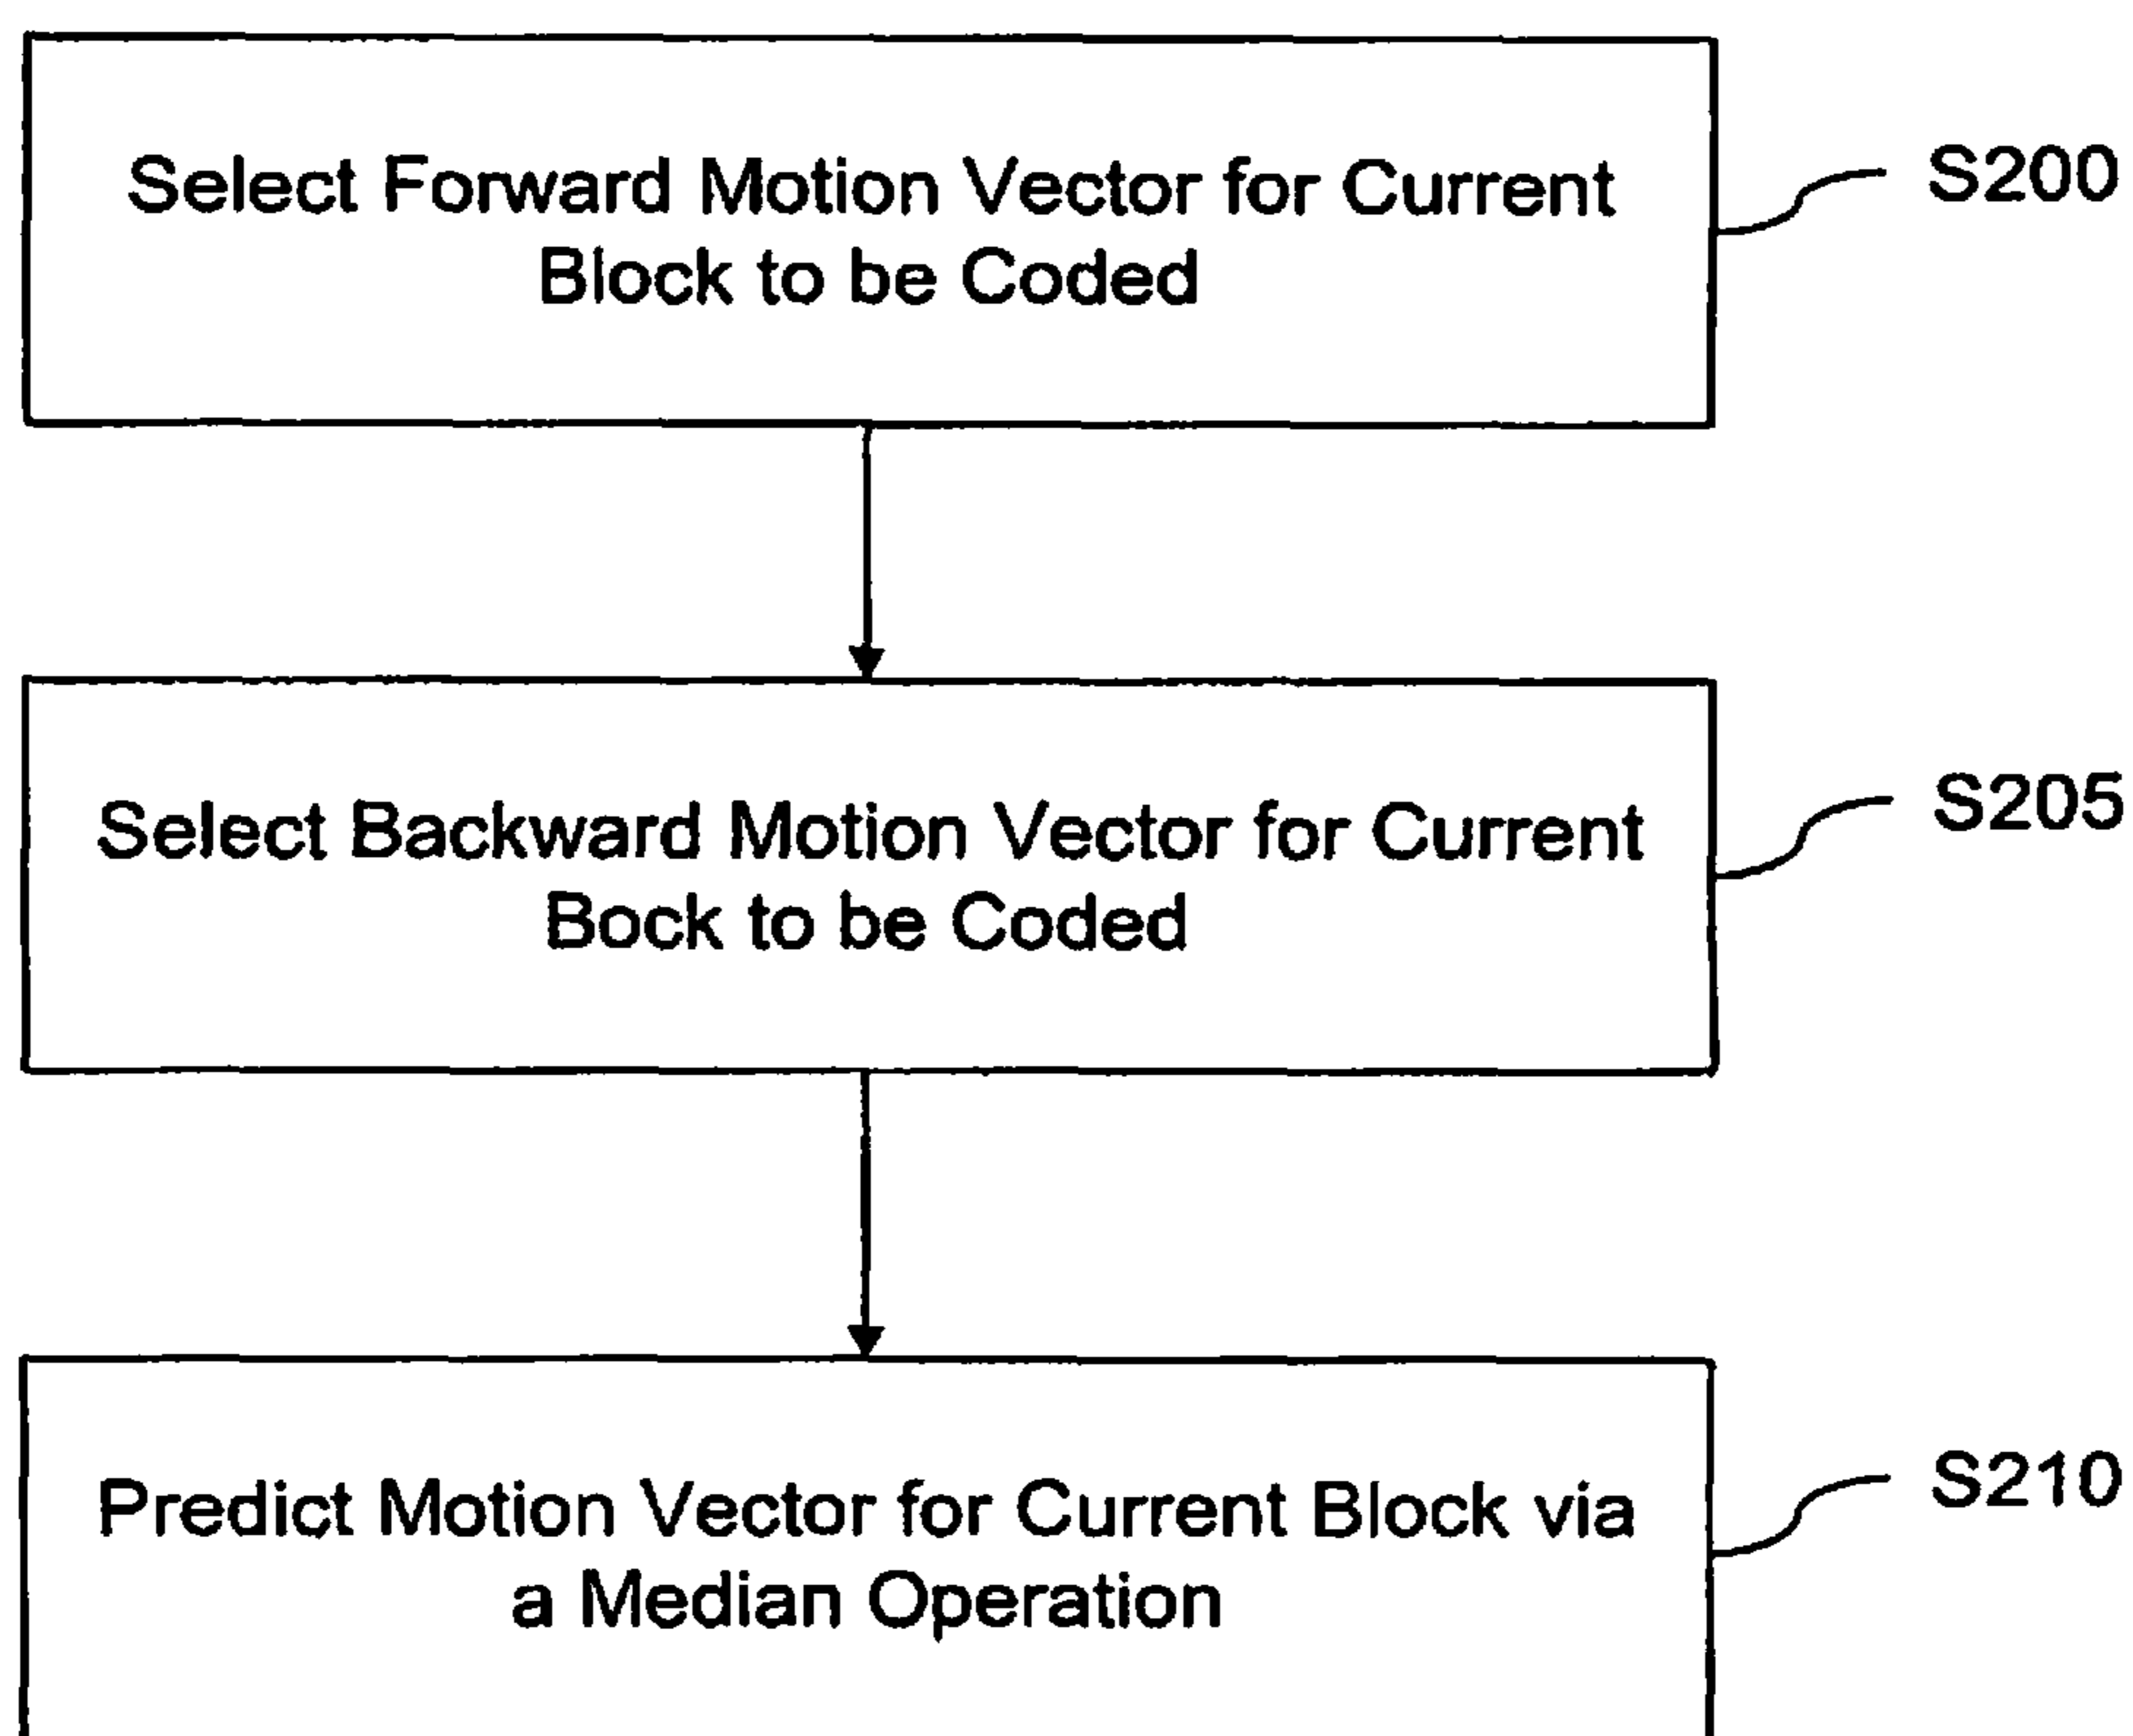 Select Forward Motion Vector for Current
Block to be Coded
S200
Select Backward Motion Vector for Current
Bock to be Coded
S205
Predict Motion Vector for Current Block via
a Median Operation
S210